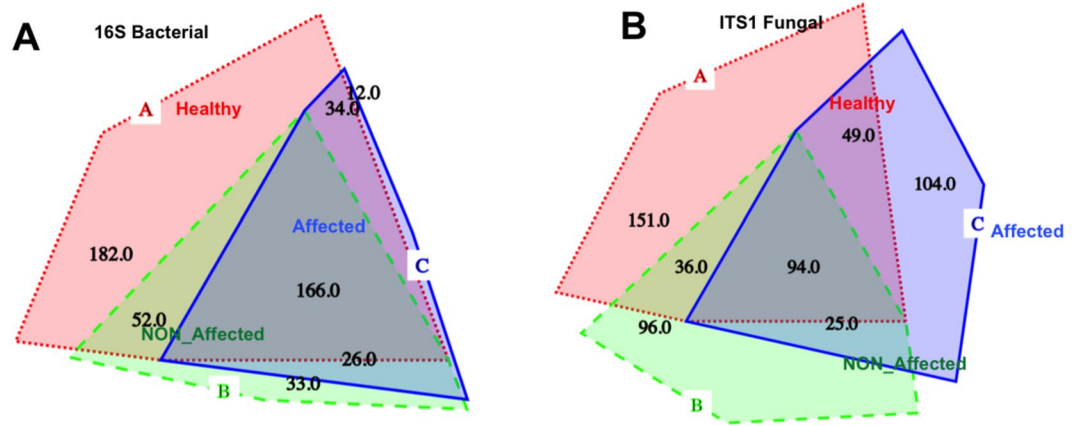 A
16S Bacterial
A
Healthy
12.0
34.0
182.0
Affected
C
166.0
52.0
NON_Affected
26.0
33.0
B
B
ITS1 Fungal
A
Healthy
49.0
104.0
151.0
C
Affected
36.0
94.0
96.0
25.0
NON_Affected
B